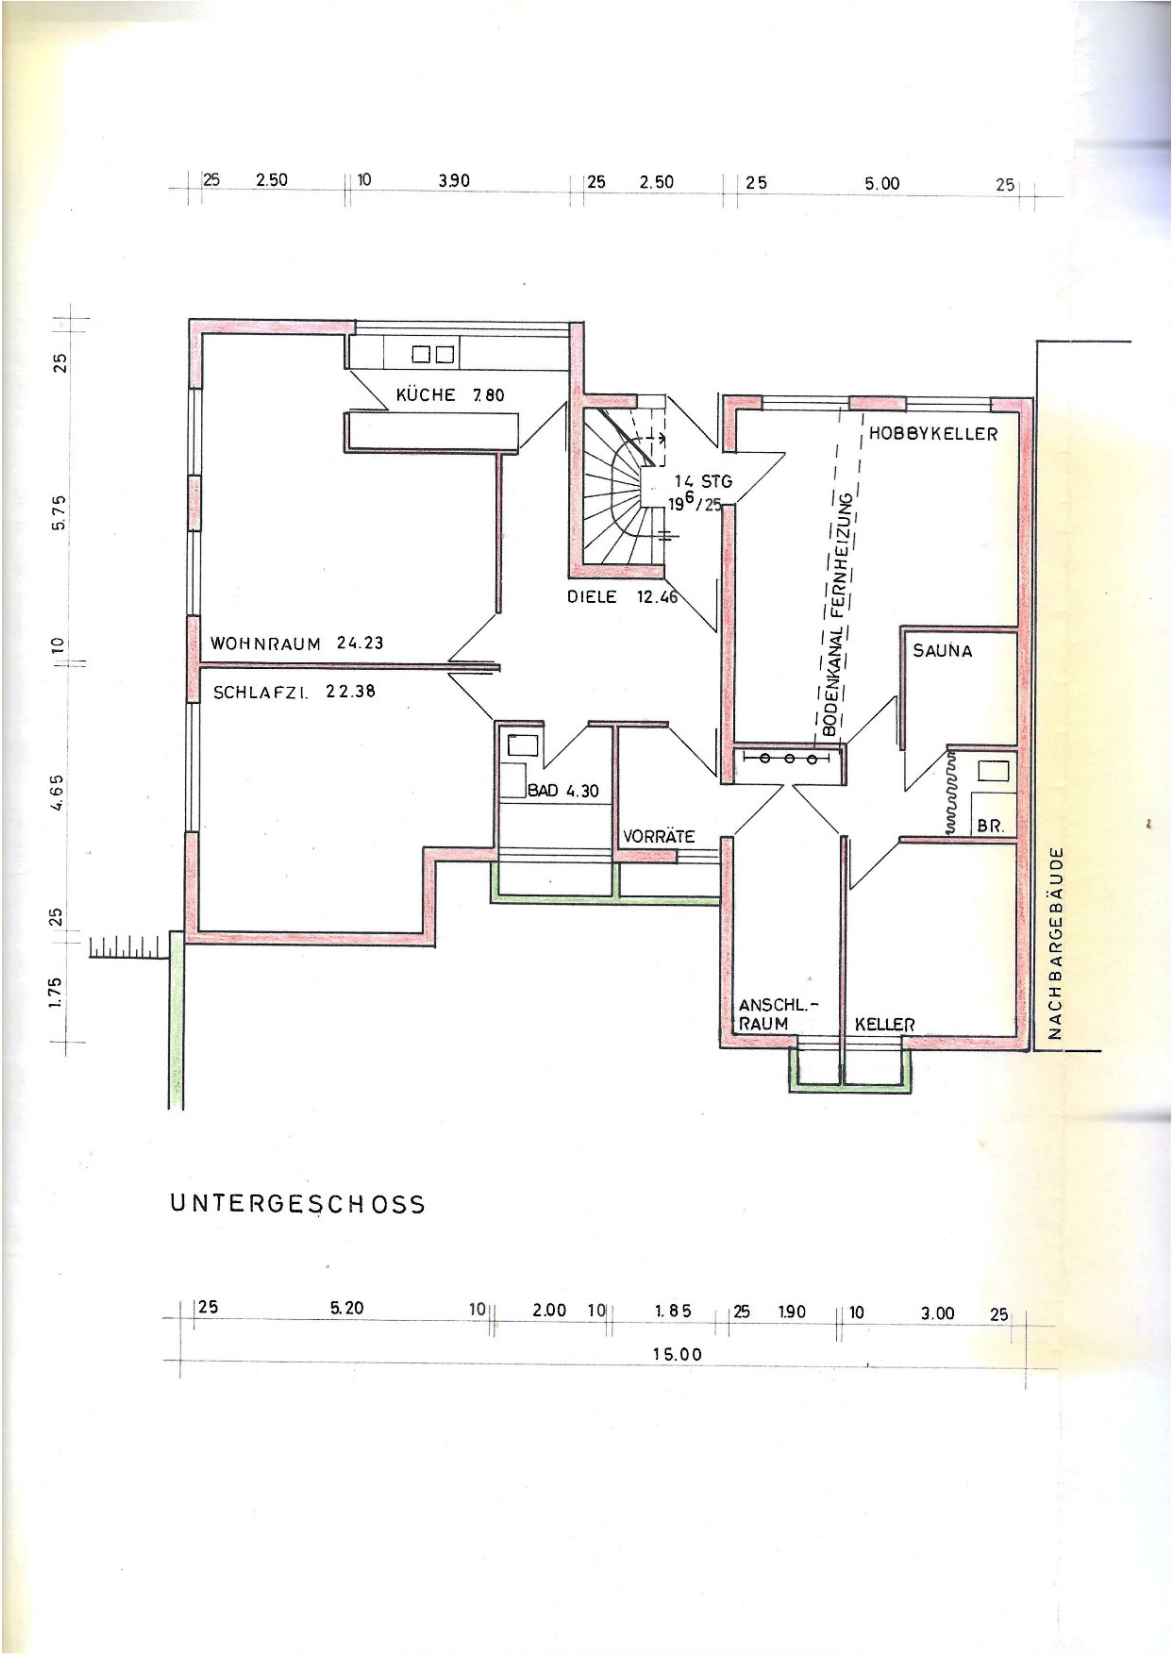 25 2.50 10 3.90 25 2.50 25 5.00 25
25
5.75
10
4.65
25
1.75
KÜCHE 7.80
HOBBYKELLER
14 STG
19⁶/25
BODENKANAL FERNHEIZUNG
DIELE 12.46
WOHNRAUM 24.23
SAUNA
SCHLAFZI. 22.38
BAD 4.30
VORRÄTE
BR.
NACHBARGEBÄUDE
ANSCHL.-
RAUM
KELLER
UNTERGESCHOSS
25 5.20 10 2.00 10 1.85 25 1.90 10 3.00 25
15.00